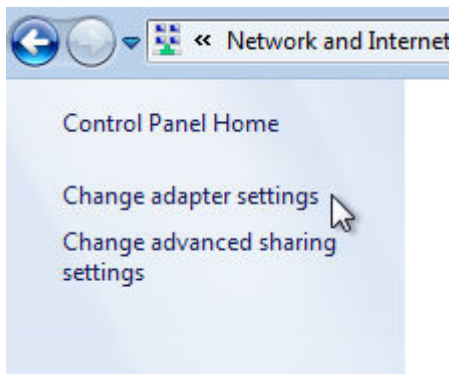 « Network and Internet
Control Panel Home
Change adapter settings
Change advanced sharing
settings